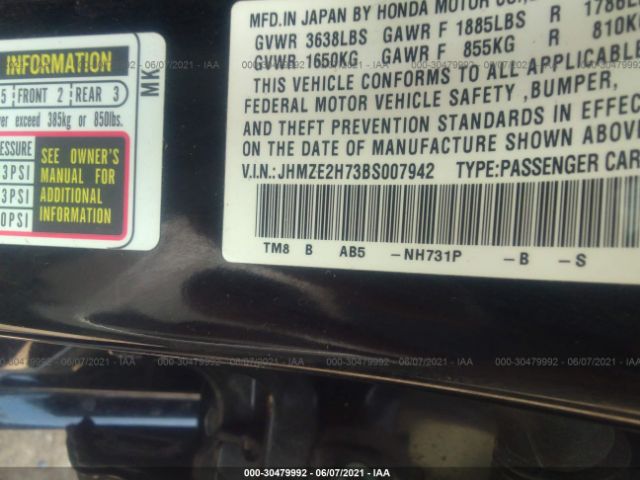 INFORMATION
5 FRONT 2 REAR 3
exceed 385kg or 850lbs.
3PSI
3PSI
0PSI
SEE OWNER'S
MANUAL FOR
ADDITIONAL
INFORMATION
MK
MFD.IN JAPAN BY HONDA MOTOR
GVWR 3638LBS GAWR F 1885LBS R
GVWR 1650KG GAWR F 855KG R 810K
THIS VEHICLE CONFORMS TO ALL APPLICABLE
FEDERAL MOTOR VEHICLE SAFETY ,BUMPER,
AND THEFT PREVENTION STANDARDS IN EFFEC
ON THE DATE OF MANUFACTURE SHOWN ABOV
V.I.N.:JHMZE2H73BS007942 TYPE:PASSENGER CAR
TM8 B AB5 -NH731P -B -S
000-30479992 - 06/07/2021 - IAA